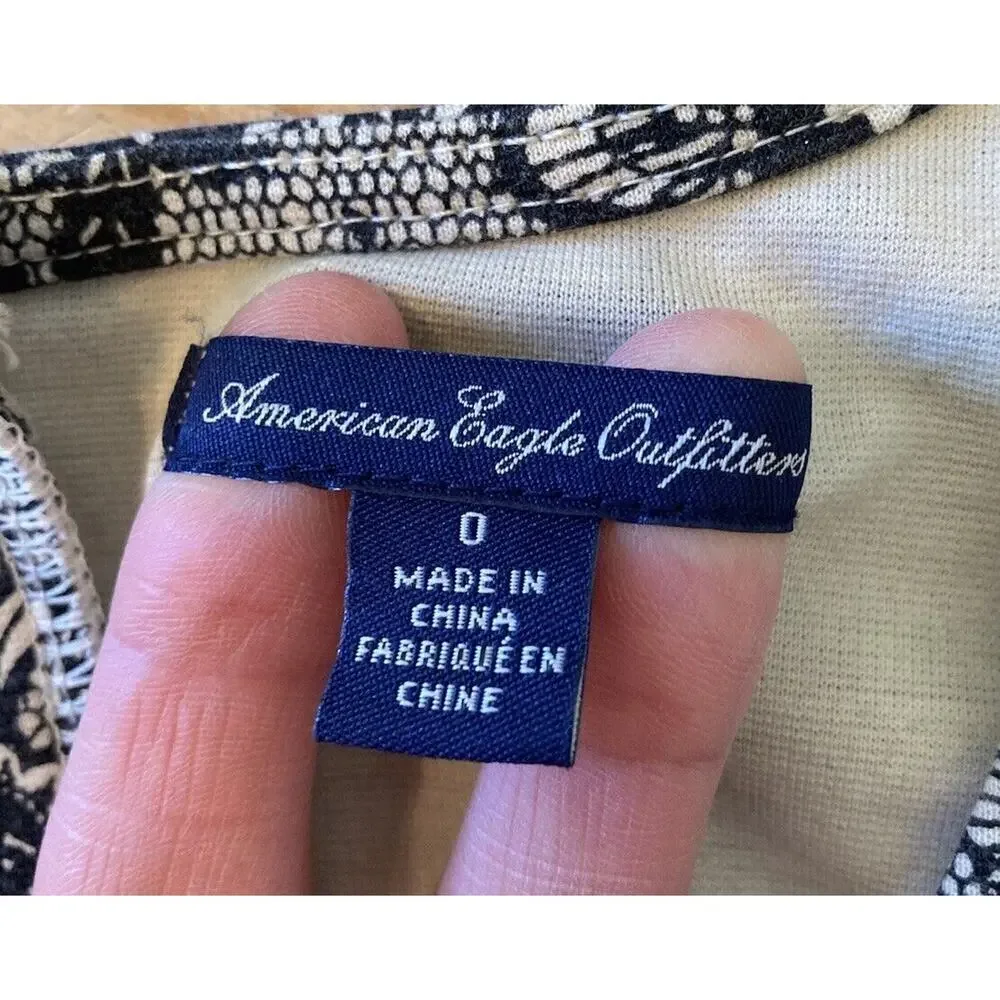 American Eagle Outfitters
0
MADE IN
CHINA
FABRIQUÉ EN
CHINE